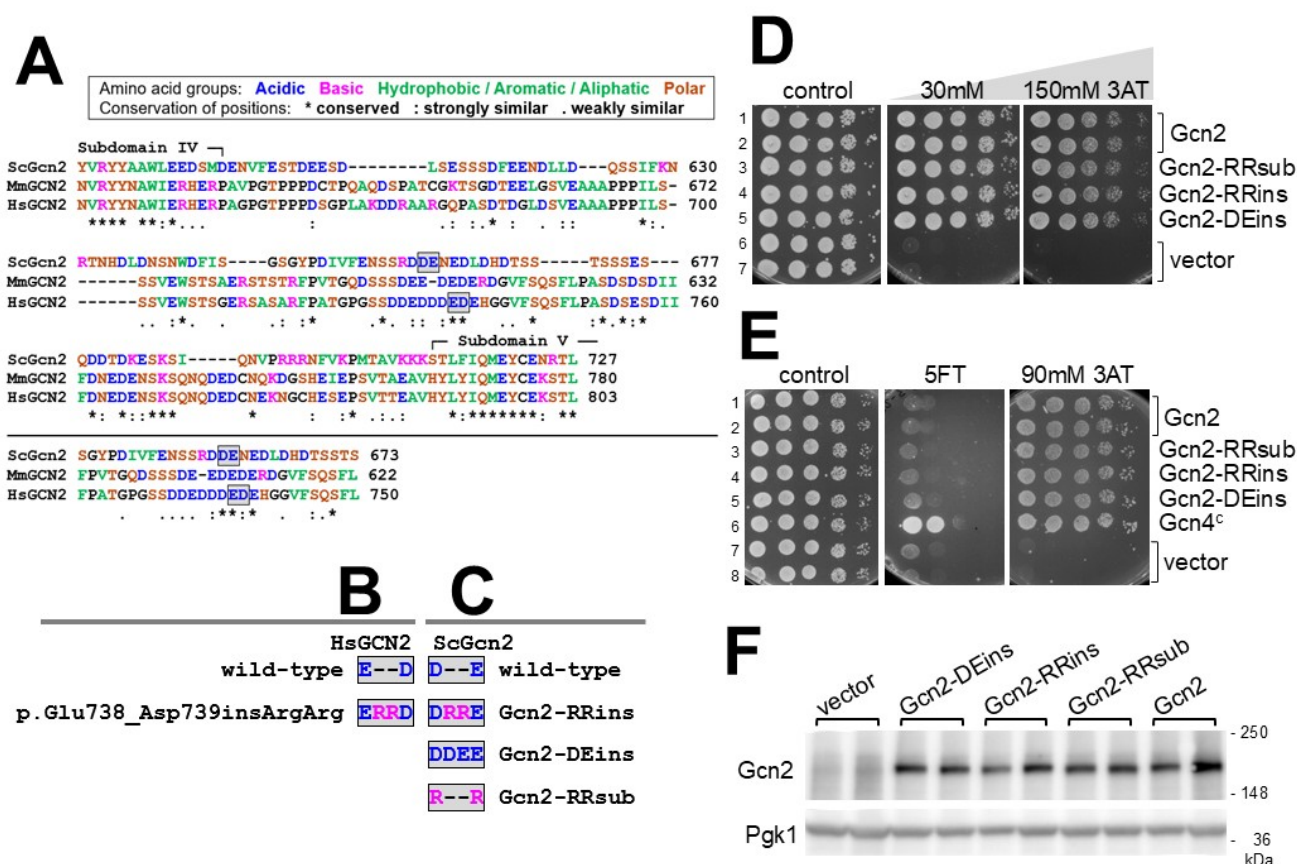 A
Amino acid groups: Acidic Basic Hydrophobic / Aromatic / Aliphatic Polar
Conservation of positions: * conserved : strongly similar . weakly similar
Subdomain IV
ScGcn2 YVRYYAAWLEEDSMDENVFESTDEESD--------LSESSSDFEENDLLD---QSSIFKN 630
MmGCN2 NVRYYNAWIERHERPAVPGTPPPDCTPQAQDSPATCGKTSGDTEELGSVEAAAPPPILS- 672
HsGCN2 NVRYYNAWIERHERPAGPGTPPPDSGPLAKDDRAARGQPASDTDGLDSVEAAAPPPILS- 700
ScGcn2 RTNHDLDNSNWDFIS----GSGYPDIVFENSSRDDENEDLDHDTSS-----TSSSES--- 677
MmGCN2 ------SSVEWSTSAERSTSTRFPVTGQDSSSDEE-DEDERDGVFSQSFLPASDSDSDII 632
HsGCN2 ------SSVEWSTSGERSASARFPATGPGSSDDEDDDEDEHGGVFSQSFLPASDSESDII 760
Subdomain V
ScGcn2 QDDTDKESKSI-----QNVPRRRNFVKPMTAVKKKSTLFIQMEYCENRTL 727
MmGCN2 FDNEDENSKSQNQDEDCNQKDGSHEIEPSVTAEAVHYLYIQMEYCEKSTL 780
HsGCN2 FDNEDENSKSQNQDEDCNEKNGCHESEPSVTTEAVHYLYIQMEYCEKSTL 803
ScGcn2 SGYPDIVFENSSRDDENEDLDHDTSSTS 673
MmGCN2 FPVTGQDSSSDE-EDEDERDGVFSQSFL 622
HsGCN2 FPATGPGSSDDEDDDEDEHGGVFSQSFL 750
B
C
HsGCN2 ScGcn2
wild-type E--D D--E wild-type
p.Glu738_Asp739insArgArg ERRD DRRE Gcn2-RRins
DDEE Gcn2-DEins
R--R Gcn2-RRsub
D
control 30mM 150mM 3AT
1
2
3
4
5
6
7
Gcn2
Gcn2-RRsub
Gcn2-RRins
Gcn2-DEins
vector
E
control 5FT 90mM 3AT
1
2
3
4
5
6
7
8
Gcn2
Gcn2-RRsub
Gcn2-RRins
Gcn2-DEins
Gcn4ᶜ
vector
F
vector Gcn2-DEins Gcn2-RRins Gcn2-RRsub Gcn2
Gcn2
- 250
- 148
Pgk1
- 36
kDa